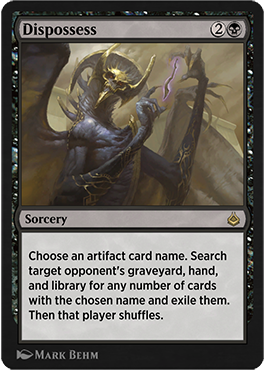 Dispossess 2
Sorcery
Choose an artifact card name. Search
target opponent's graveyard, hand,
and library for any number of cards
with the chosen name and exile them.
Then that player shuffles.
MARK BEHM